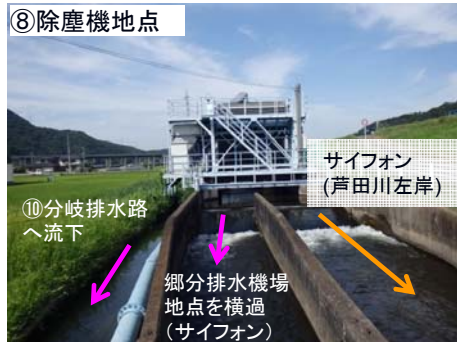 ⑧除塵機地点
サイフォン
(芦田川左岸)
⑩分岐排水路
へ流下
郷分排水機場
地点を横過
（サイフォン）